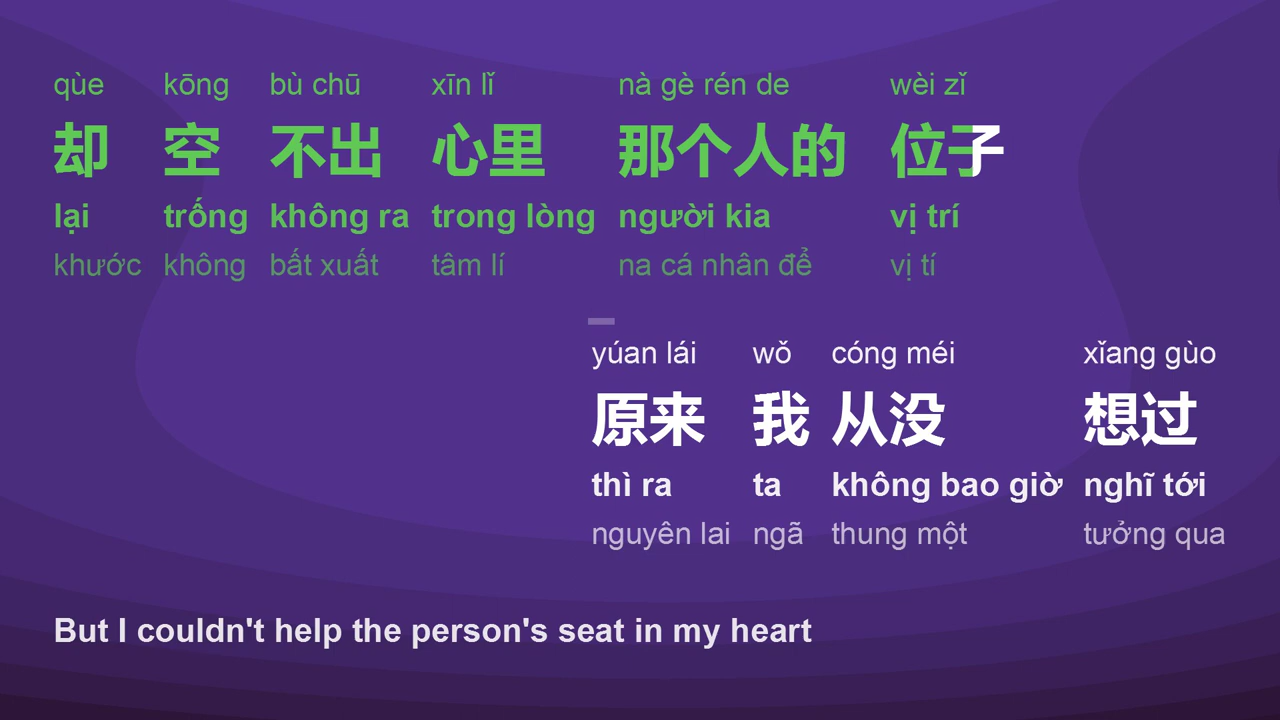 qùe kōng bù chū xīn lǐ nà gè rén de wèi zǐ
却 空 不出 心里 那个人的 位子
lại trống không ra trong lòng người kia vị trí
khước không bất xuất tâm lí na cá nhân để vị tí
yúan lái wǒ cóng méi xǐang gùo
原来 我 从没 想过
thì ra ta không bao giờ nghĩ tới
nguyên lai ngã thung một tưởng qua
But I couldn't help the person's seat in my heart